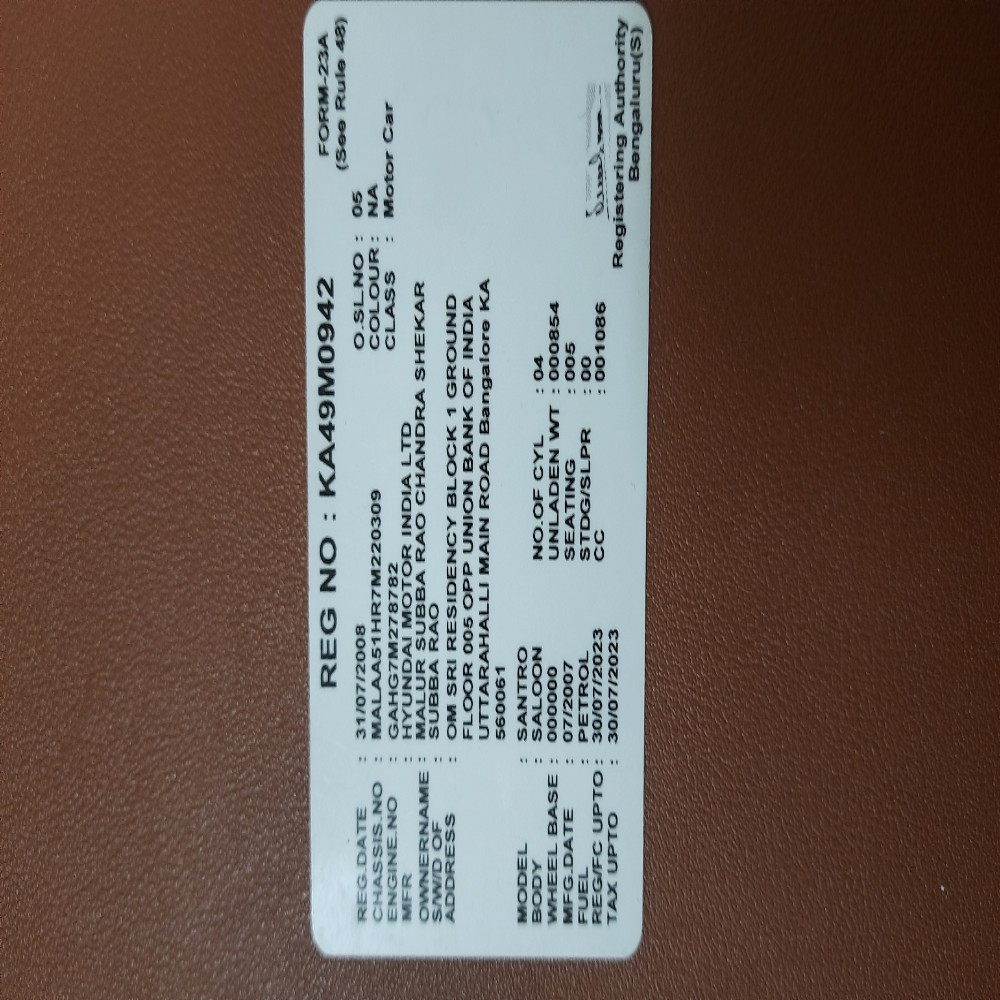 FORM-23A
(See Rule 48)
REG NO : KA49M0942
REG.DATE : 31/07/2008 O.SL.NO : 05
CHASSIS.NO : MALAA51HR7M220309 COLOUR : NA
ENGINE.NO : GAHG7M278782 CLASS : Motor Car
MFR : HYUNDAI MOTOR INDIA LTD
OWNERNAME : MALUR SUBBA RAO CHANDRA SHEKAR
S/W/D OF : SUBBA RAO
ADDRESS : OM SRI RESIDENCY BLOCK 1 GROUND
FLOOR 005 OPP UNION BANK OF INDIA
UTTARAHALLI MAIN ROAD Bangalore KA
560061
MODEL : SANTRO
BODY : SALOON NO.OF CYL : 04
WHEEL BASE : 000000 UNLADEN WT : 000854
MFG.DATE : 07/2007 SEATING : 005
FUEL : PETROL STDG/SLPR : 00
REG/FC UPTO : 30/07/2023 CC : 001086
TAX UPTO : 30/07/2023
Registering Authority
Bengaluru(S)